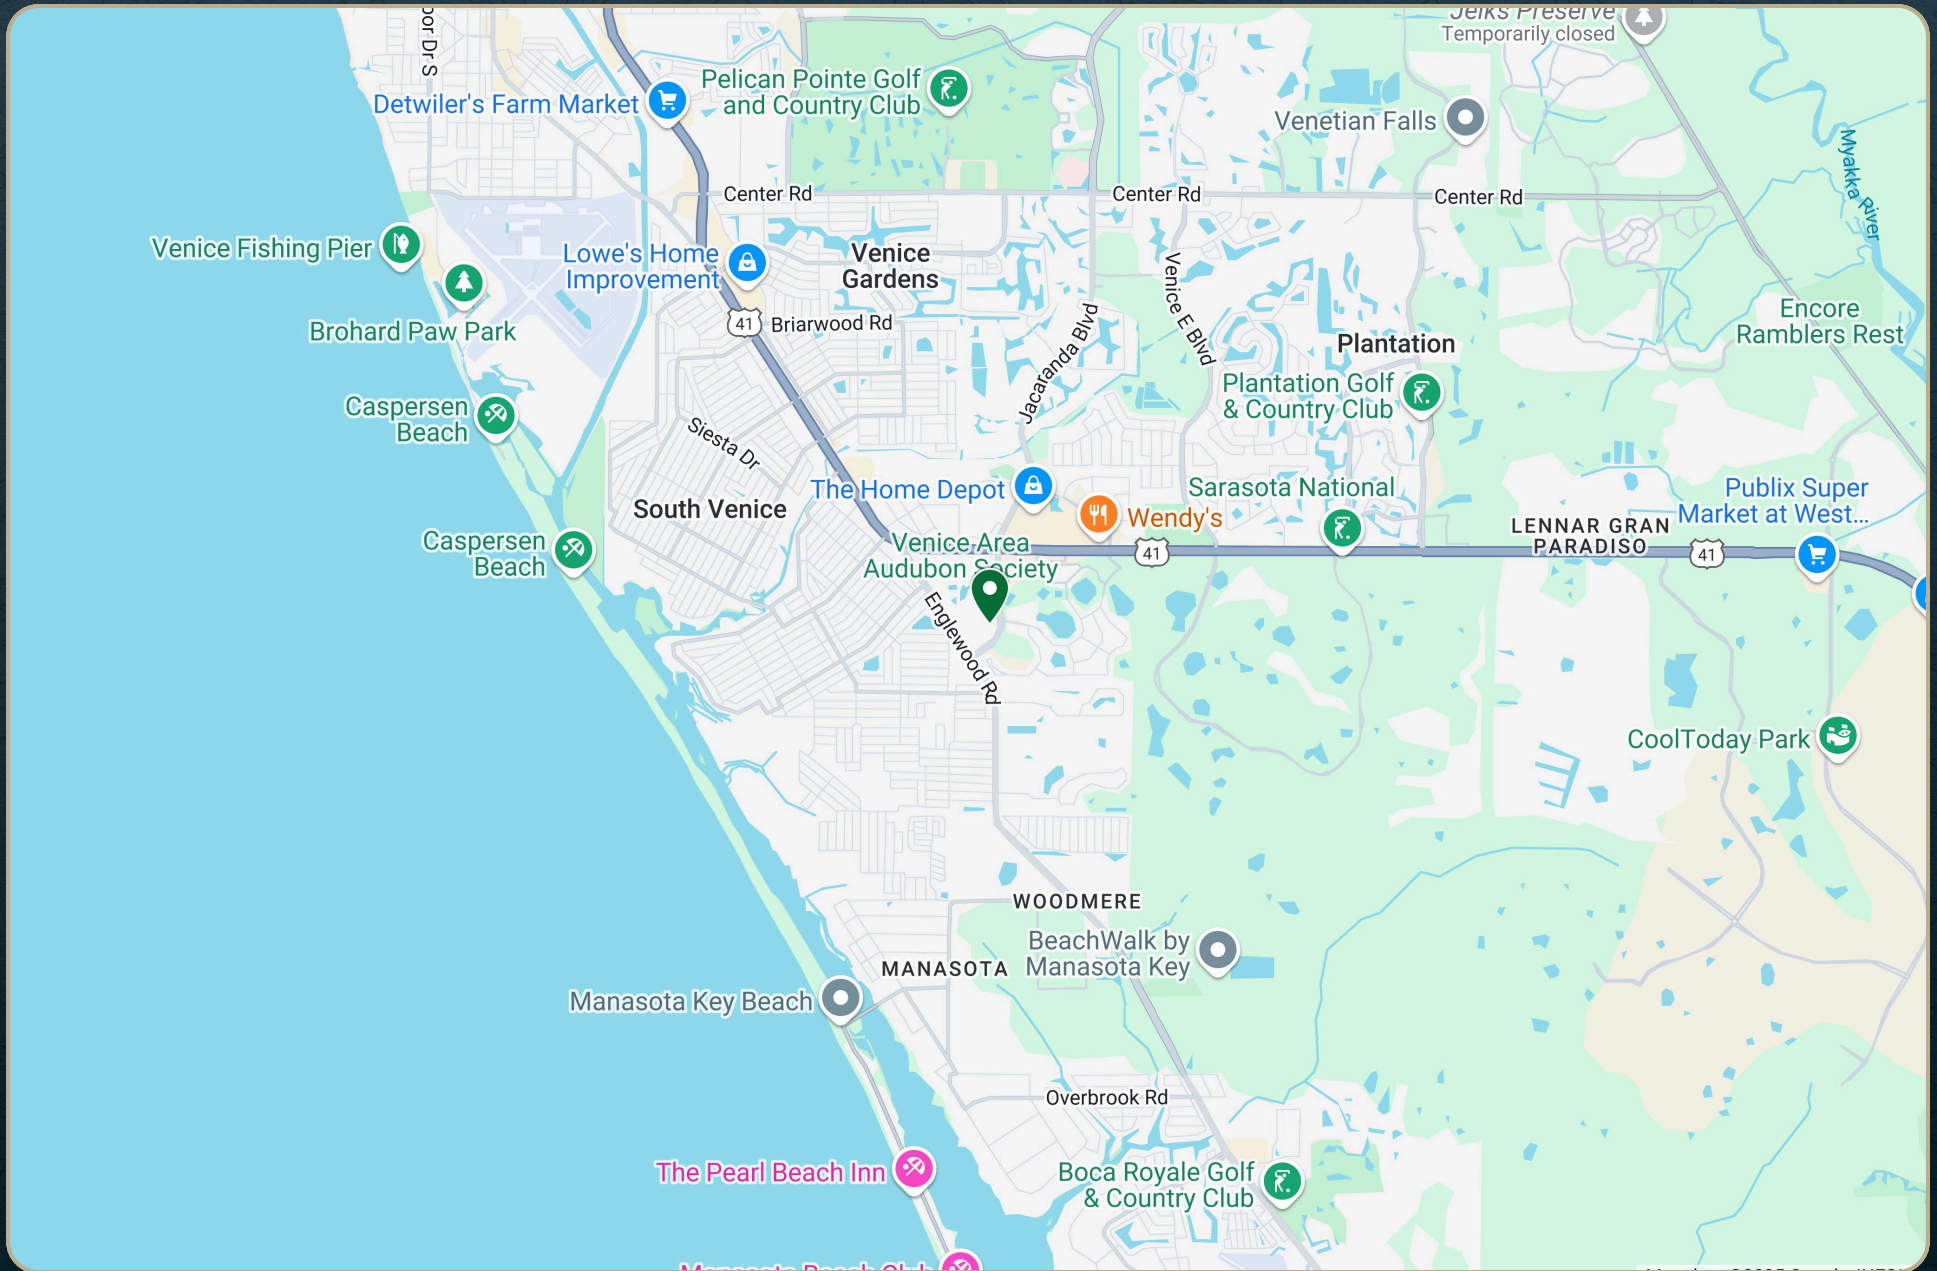 Jelks Preserve
Temporarily closed
Pelican Pointe Golf
and Country Club
Detwiler's Farm Market
Venetian Falls
Myakka River
Center Rd
Center Rd
Center Rd
Venice Fishing Pier
Lowe's Home
Improvement
Venice
Gardens
Venice E Blvd
Brohard Paw Park
41
Briarwood Rd
Jacaranda Blvd
Encore
Ramblers Rest
Plantation
Plantation Golf
& Country Club
Caspersen
Beach
Siesta Dr
The Home Depot
Sarasota National
Publix Super
Market at West...
South Venice
Wendy's
LENNAR GRAN
PARADISO
41
41
Caspersen
Beach
Venice Area
Audubon Society
Englewood Rd
CoolToday Park
WOODMERE
BeachWalk by
Manasota Key
MANASOTA
Manasota Key Beach
Overbrook Rd
The Pearl Beach Inn
Boca Royale Golf
& Country Club
Manasota Beach Club